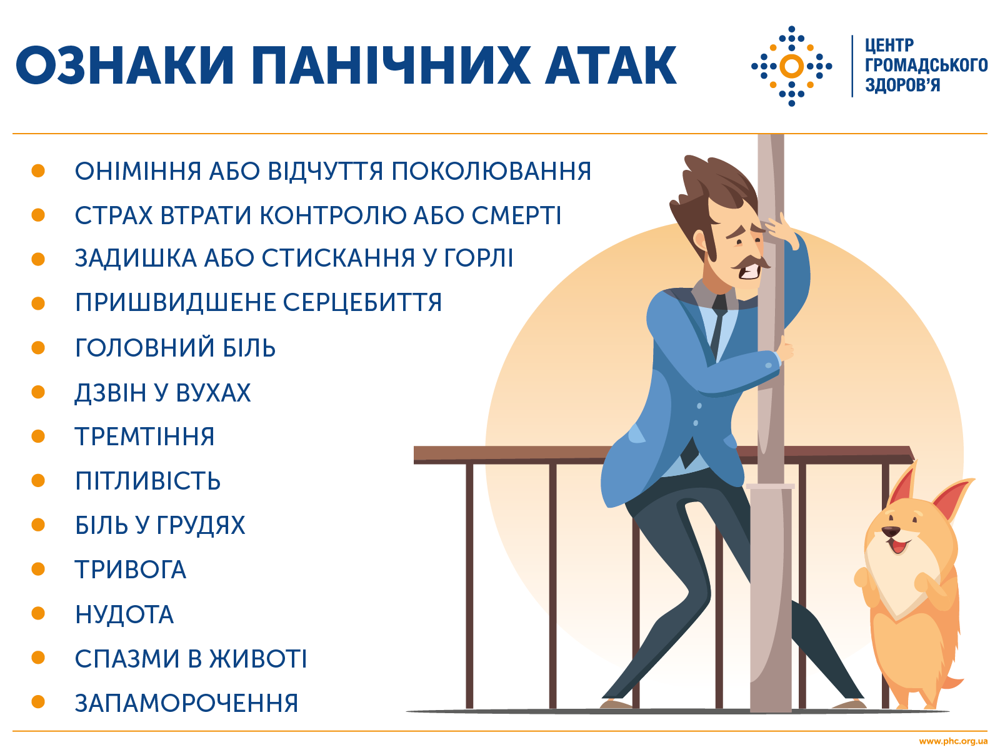 ОЗНАКИ ПАНІЧНИХ АТАК
ЦЕНТР
ГРОМАДСЬКОГО
ЗДОРОВ'Я
ОНІМІННЯ АБО ВІДЧУТТЯ ПОКОЛЮВАННЯ
СТРАХ ВТРАТИ КОНТРОЛЮ АБО СМЕРТІ
ЗАДИШКА АБО СТИСКАННЯ У ГОРЛІ
ПРИШВИДШЕНЕ СЕРЦЕБИТТЯ
ГОЛОВНИЙ БІЛЬ
ДЗВІН У ВУХАХ
ТРЕМТІННЯ
ПІТЛИВІСТЬ
БІЛЬ У ГРУДЯХ
ТРИВОГА
НУДОТА
СПАЗМИ В ЖИВОТІ
ЗАПАМОРОЧЕННЯ
www.phc.org.ua